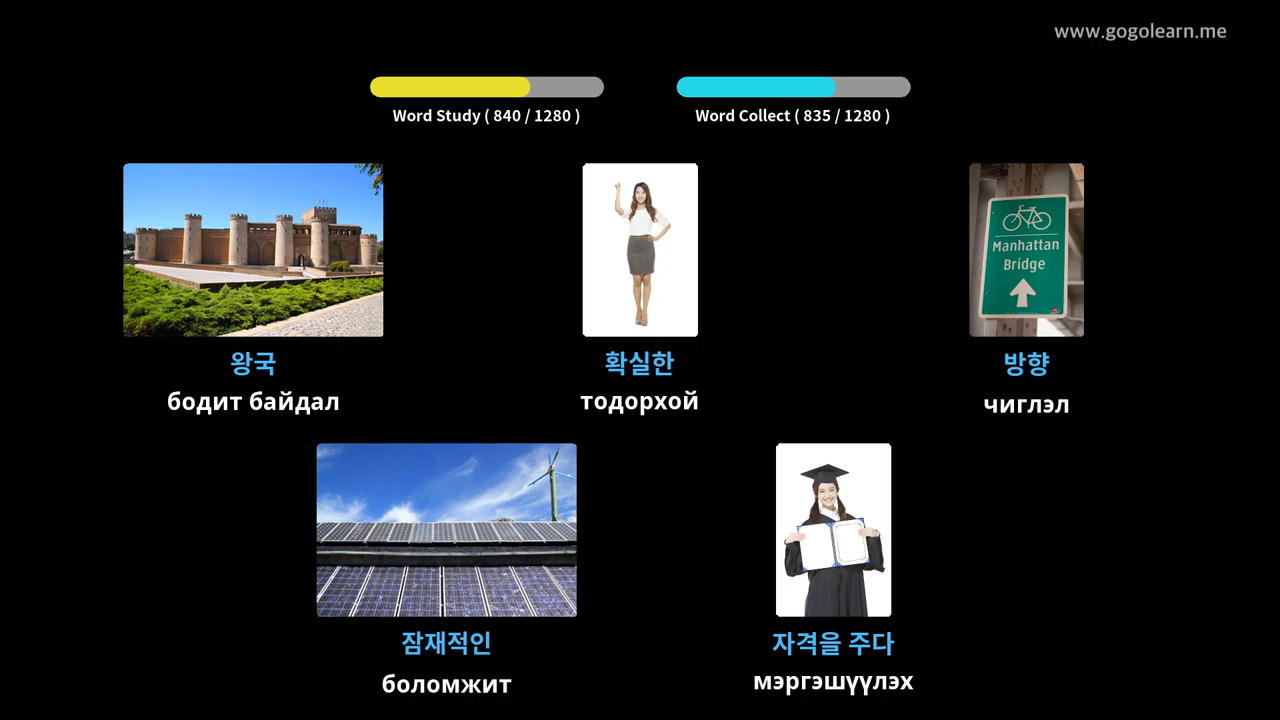 www.gogolearn.me
Word Study ( 840 / 1280 )
Word Collect ( 835 / 1280 )
Manhattan
Bridge
왕국
бодит байдал
확실한
тодорхой
방향
чиглэл
잠재적인
боломжит
자격을 주다
мэргэшүүлэх